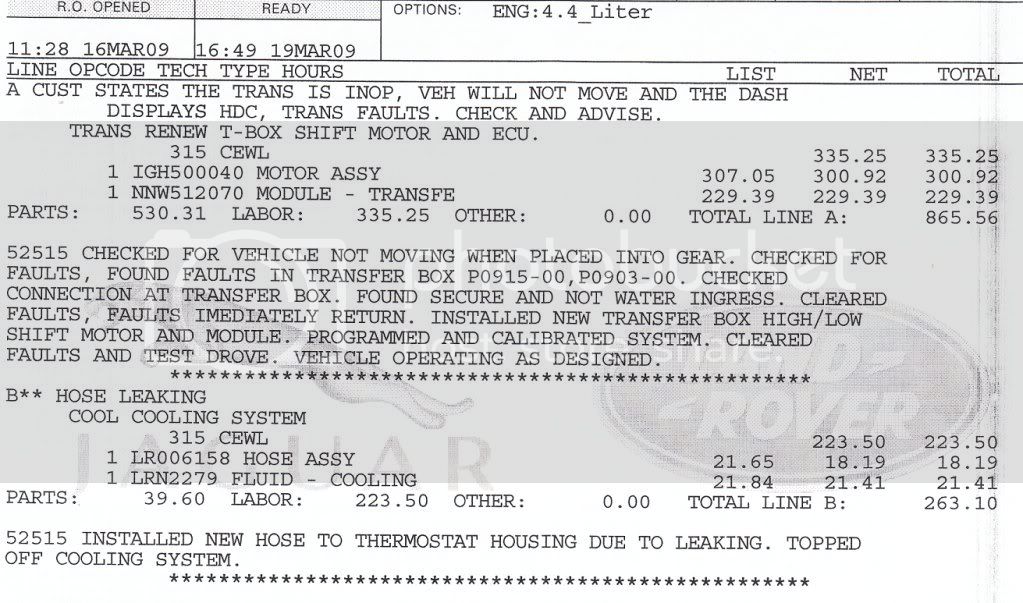 R.O. OPENED READY OPTIONS: ENG:4.4_Liter
11:28 16MAR09 16:49 19MAR09
LINE OPCODE TECH TYPE HOURS LIST NET TOTAL
A CUST STATES THE TRANS IS INOP, VEH WILL NOT MOVE AND THE DASH
DISPLAYS HDC, TRANS FAULTS. CHECK AND ADVISE.
TRANS RENEW T-BOX SHIFT MOTOR AND ECU.
315 CEWL 335.25 335.25
1 IGH500040 MOTOR ASSY 307.05 300.92 300.92
1 NNW512070 MODULE - TRANSFE 229.39 229.39 229.39
PARTS: 530.31 LABOR: 335.25 OTHER: 0.00 TOTAL LINE A: 865.56
52515 CHECKED FOR VEHICLE NOT MOVING WHEN PLACED INTO GEAR. CHECKED FOR
FAULTS, FOUND FAULTS IN TRANSFER BOX P0915-00,P0903-00. CHECKED
CONNECTION AT TRANSFER BOX. FOUND SECURE AND NOT WATER INGRESS. CLEARED
FAULTS, FAULTS IMEDIATELY RETURN. INSTALLED NEW TRANSFER BOX HIGH/LOW
SHIFT MOTOR AND MODULE. PROGRAMMED AND CALIBRATED SYSTEM. CLEARED
FAULTS AND TEST DROVE. VEHICLE OPERATING AS DESIGNED.
******************************************************
B** HOSE LEAKING
COOL COOLING SYSTEM
315 CEWL 223.50 223.50
1 LR006158 HOSE ASSY 21.65 18.19 18.19
1 LRN2279 FLUID - COOLING 21.84 21.41 21.41
PARTS: 39.60 LABOR: 223.50 OTHER: 0.00 TOTAL LINE B: 263.10
52515 INSTALLED NEW HOSE TO THERMOSTAT HOUSING DUE TO LEAKING. TOPPED
OFF COOLING SYSTEM.
******************************************************
photobucket
share.
JAGUAR
ROVER